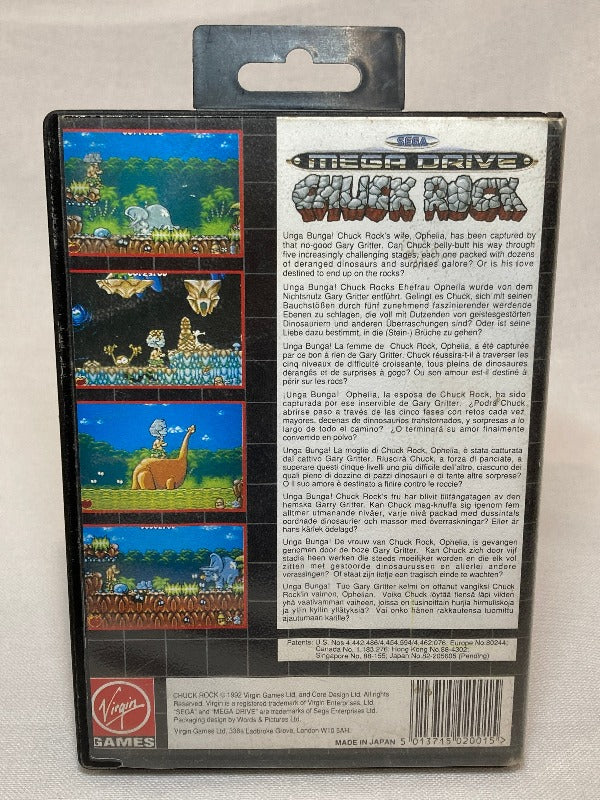 SEGA
MEGA DRIVE
CHUCK ROCK
Unga Bunga! Chuck Rock's wife, Ophelia, has been captured by
that no-good Gary Gritter. Can Chuck belly-butt his way through
five increasingly challenging stages, each one packed with dozens
of deranged dinosaurs and surprises galore? Or is his love
destined to end up on the rocks?
Unga Bunga! Chuck Rocks Ehefrau Ophelia wurde von dem
Nichtsnutz Gary Gritter entführt. Gelingt es Chuck, sich mit seinen
Bauchstößen durch fünf zunehmend faszinierender werdende
Ebenen zu schlagen, die voll mit Dutzenden von geistesgestörten
Dinosauriern und anderen Überraschungen sind? Oder ist seine
Liebe dazu bestimmt, in die (Stein-) Brüche zu gehen?
Unga Bunga! La femme de Chuck Rock, Ophelia, a été capturée
par ce bon à rien de Gary Gritter. Chuck réussira-t-il à traverser les
cinq niveaux de difficulté croissante, tous pleins de dinosaures
dérangés et de surprises à gogo? Ou son amour est-il destiné à
périr sur les rocs?
¡Unga Bunga! Ophelia, la esposa de Chuck Rock, ha sido
capturada por ese inservible de Gary Gritter. ¿Podrá Chuck
abrirse paso a través de las cinco fases con retos cada vez
mayores, decenas de dinnosauros transtornados, y sorpresas a lo
largo de todo el camino? ¿O terminará su amor finalmente
convertido en polvo?
Unga Bunga! La moglie di Chuck Rock, Ophelia, è stata catturata
dal cattivo Gary Gritter. Riuscirà Chuck, a forza di panciate, a
superare questi cinque livelli uno più difficile dell'altro, ciascuno dei
quali pieno di dozzine di pazzi dinosauri e di tante altre sorprese?
O il suo amore è destinato a finire contro le roccie?
Unga Bunga! Chuck Rock's fru har blivit tillfångatagen av den
hemska Garry Gritter. Kan Chuck mag-knuffa sig igenom fem
alltmer utmanande nivåer, varje nivå packad med dussintals
oordnade dinosaurier och massor med överraskningar? Eller är
hans kärlek ödelagd?
Unga Bunga! De vrouw van Chuck Rock, Ophelia, is gevangen
genomen door de boze Gary Gritter. Kan Chuck zich door vijf
stadia heen werken die steeds moeilijker worden en die elk vol
zitten met gestoorde dinosaurussen en allerlei andere
verassingen? Of staat zijn liefje een tragisch einde te wachten?
Unga Bunga! Tuo Gary Gritter kelmi on ottanut vangiksi Chuck
Rock'in vaimon, Ophelian. Voiko Chuck löytää tiensä läpi viiden
yhä vaativamman vaiheen, joissa on tusinoittain hurjia hirmuliskoja
ja ylin kyllin yllätyksiä? Vai onko hänen rakkautensa tuomittu
ajautumaan karille?
Patents: U.S. Nos 4,442,486/4,454,594/4,462,076; Europe No.80244;
Canada No. 1,183,276; Hong Kong No.88-4302;
Singapore No. 88-155; Japan No.82-205605 (Pending)
Virgin
GAMES
CHUCK ROCK © 1992 Virgin Games Ltd, and Core Design Ltd. All rights
Reserved. Virgin is a registered trademark of Virgin Enterprises, Ltd.
"SEGA" and "MEGA DRIVE" are trademarks of Sega Enterprises Ltd.
Packaging design by Words & Pictures Ltd.
Virgin Games Ltd, 338a Ladbroke Grove, London W10 5AH.
MADE IN JAPAN
5 013715 020015 >